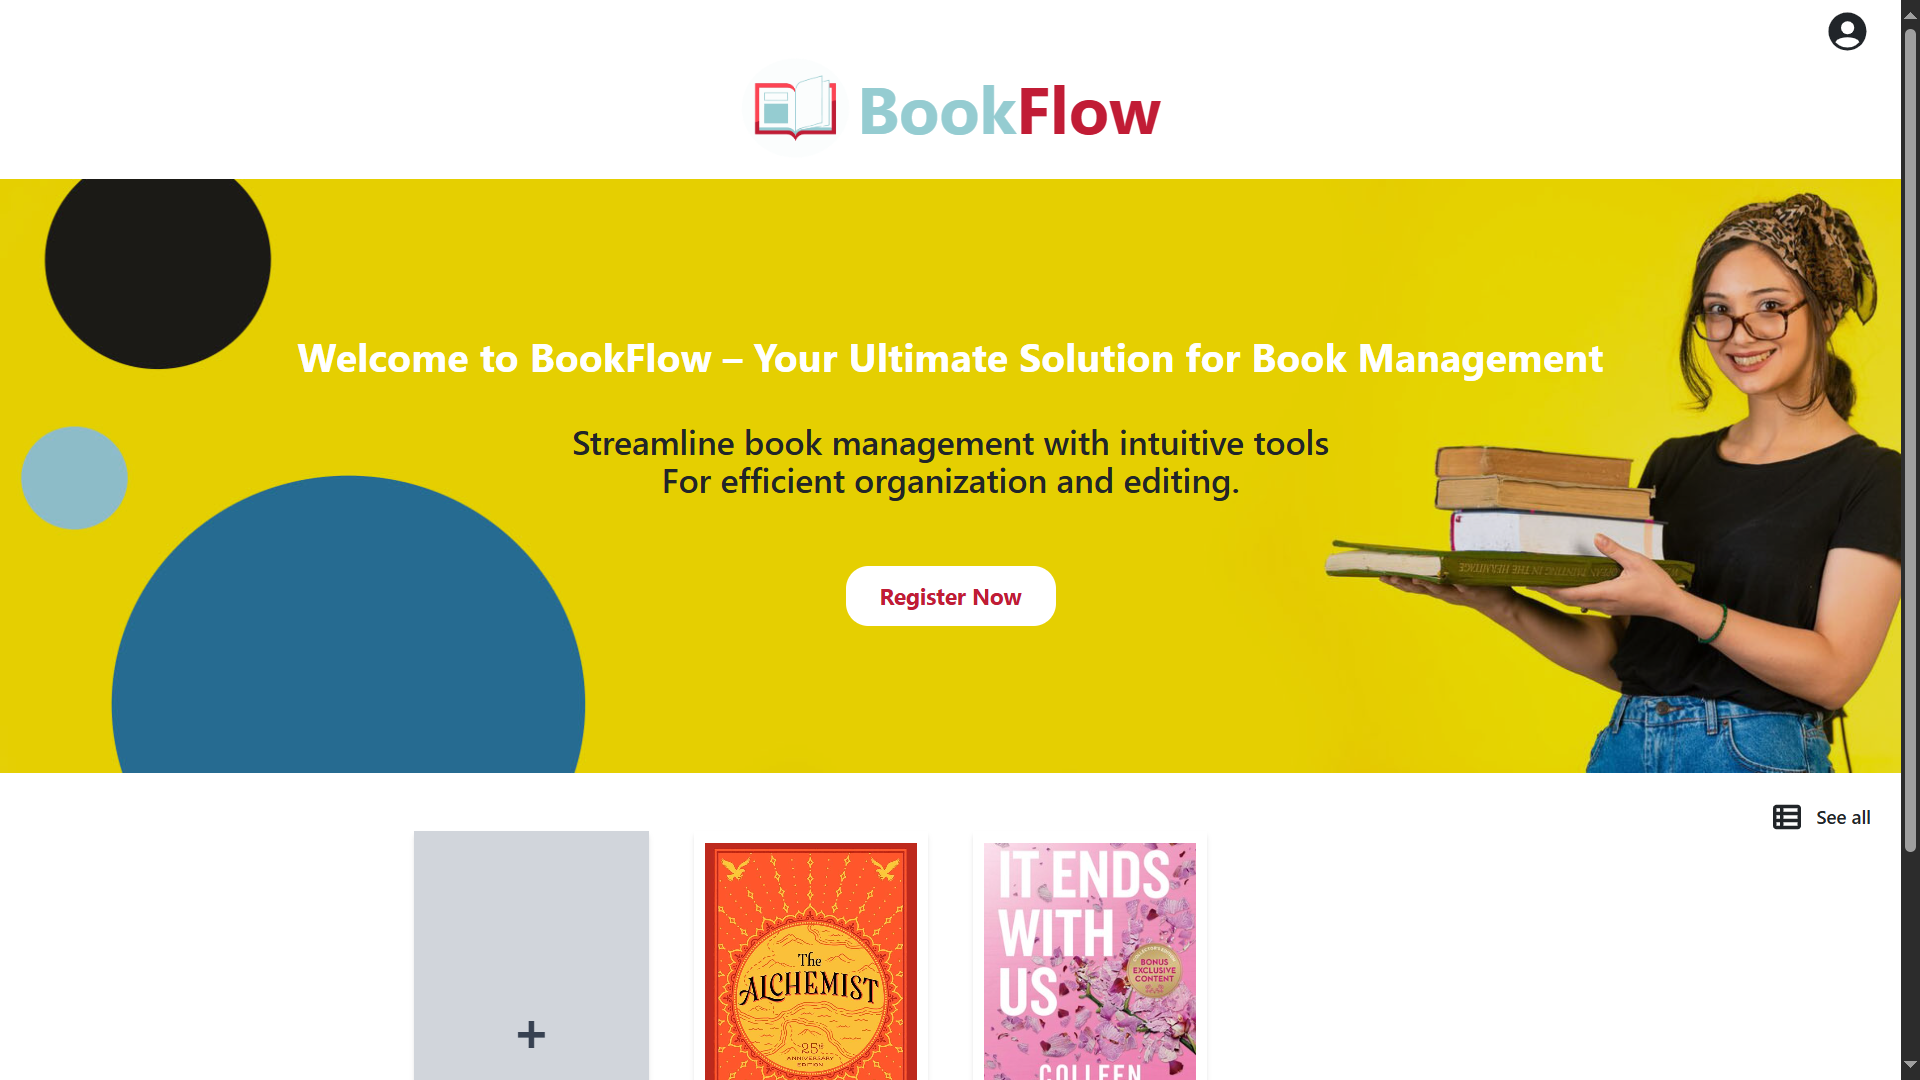 BookFlow
Welcome to BookFlow – Your Ultimate Solution for Book Management
Streamline book management with intuitive tools
For efficient organization and editing.
Register Now
See all
The
ALCHEMIST
25th
ANNIVERSARY
EDITION
IT ENDS
WITH
US
BONUS
EXCLUSIVE
CONTENT
COLLEEN